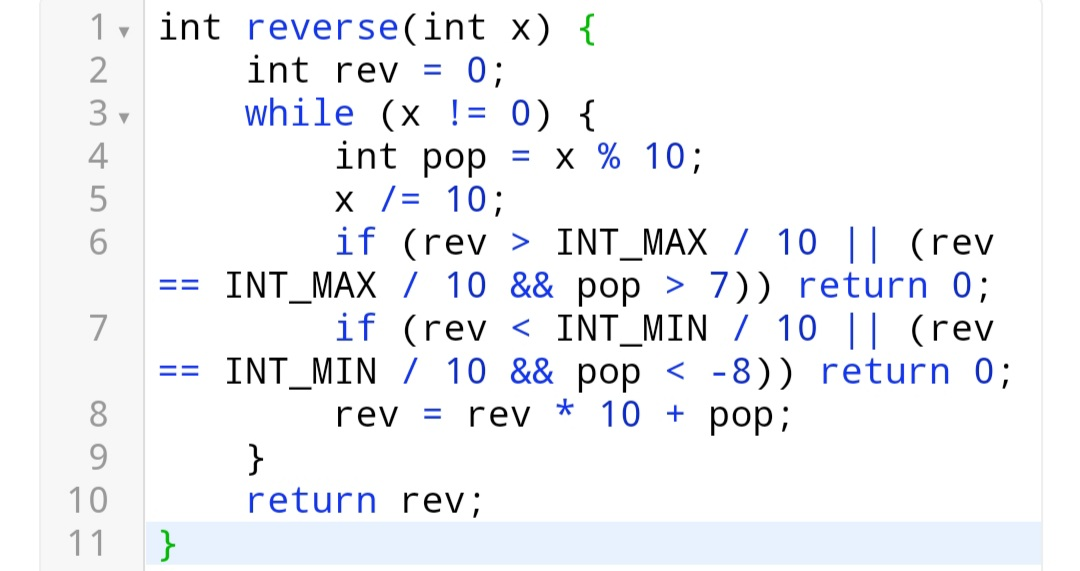 1 ▾ int reverse(int x) {
2 int rev = 0;
3 ▾ while (x != 0) {
4 int pop = x % 10;
5 x /= 10;
6 if (rev > INT_MAX / 10 || (rev
== INT_MAX / 10 && pop > 7)) return 0;
7 if (rev < INT_MIN / 10 || (rev
== INT_MIN / 10 && pop < -8)) return 0;
8 rev = rev * 10 + pop;
9 }
10 return rev;
11 }